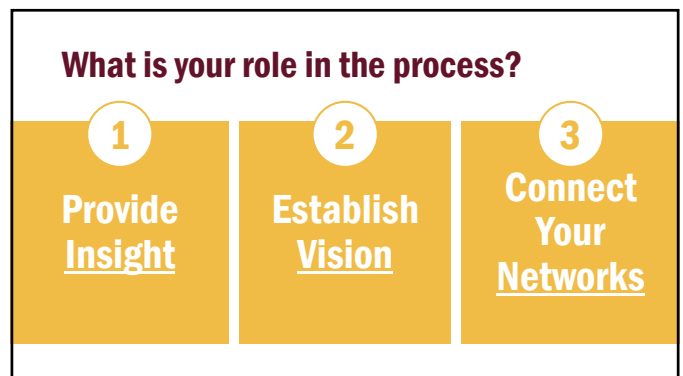 What is your role in the process?
1
Provide
Insight
2
Establish
Vision
3
Connect
Your
Networks